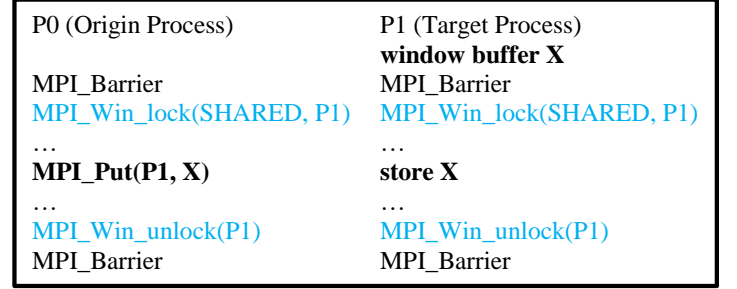 P0 (Origin Process) P1 (Target Process)
window buffer X
MPI_Barrier MPI_Barrier
MPI_Win_lock(SHARED, P1) MPI_Win_lock(SHARED, P1)
… …
MPI_Put(P1, X) store X
… …
MPI_Win_unlock(P1) MPI_Win_unlock(P1)
MPI_Barrier MPI_Barrier